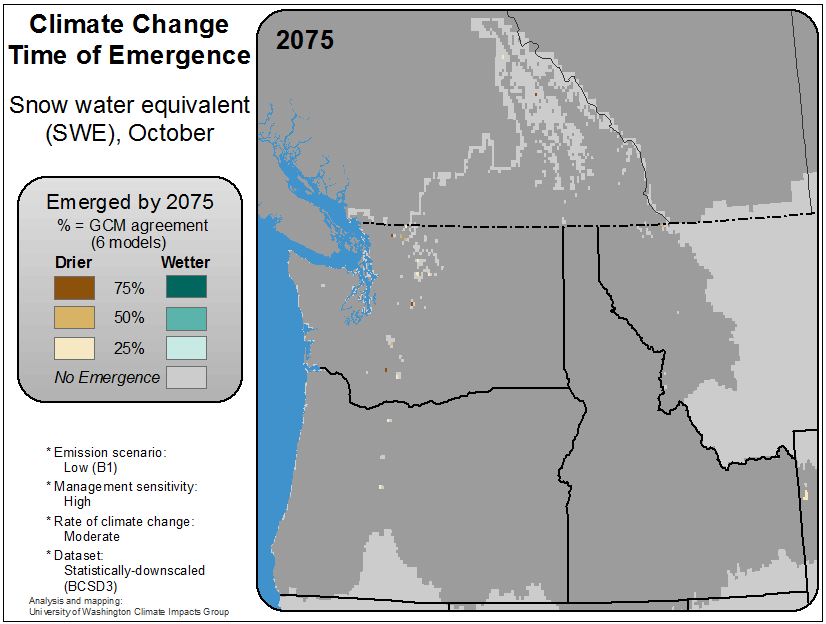 Climate Change
Time of Emergence
2075
Snow water equivalent
(SWE), October
Emerged by 2075
% = GCM agreement
(6 models)
Drier Wetter
75%
50%
25%
No Emergence
* Emission scenario:
Low (B1)
* Management sensitivity:
High
* Rate of climate change:
Moderate
* Dataset:
Statistically-downscaled
(BCSD3)
Analysis and mapping:
University of Washington Climate Impacts Group